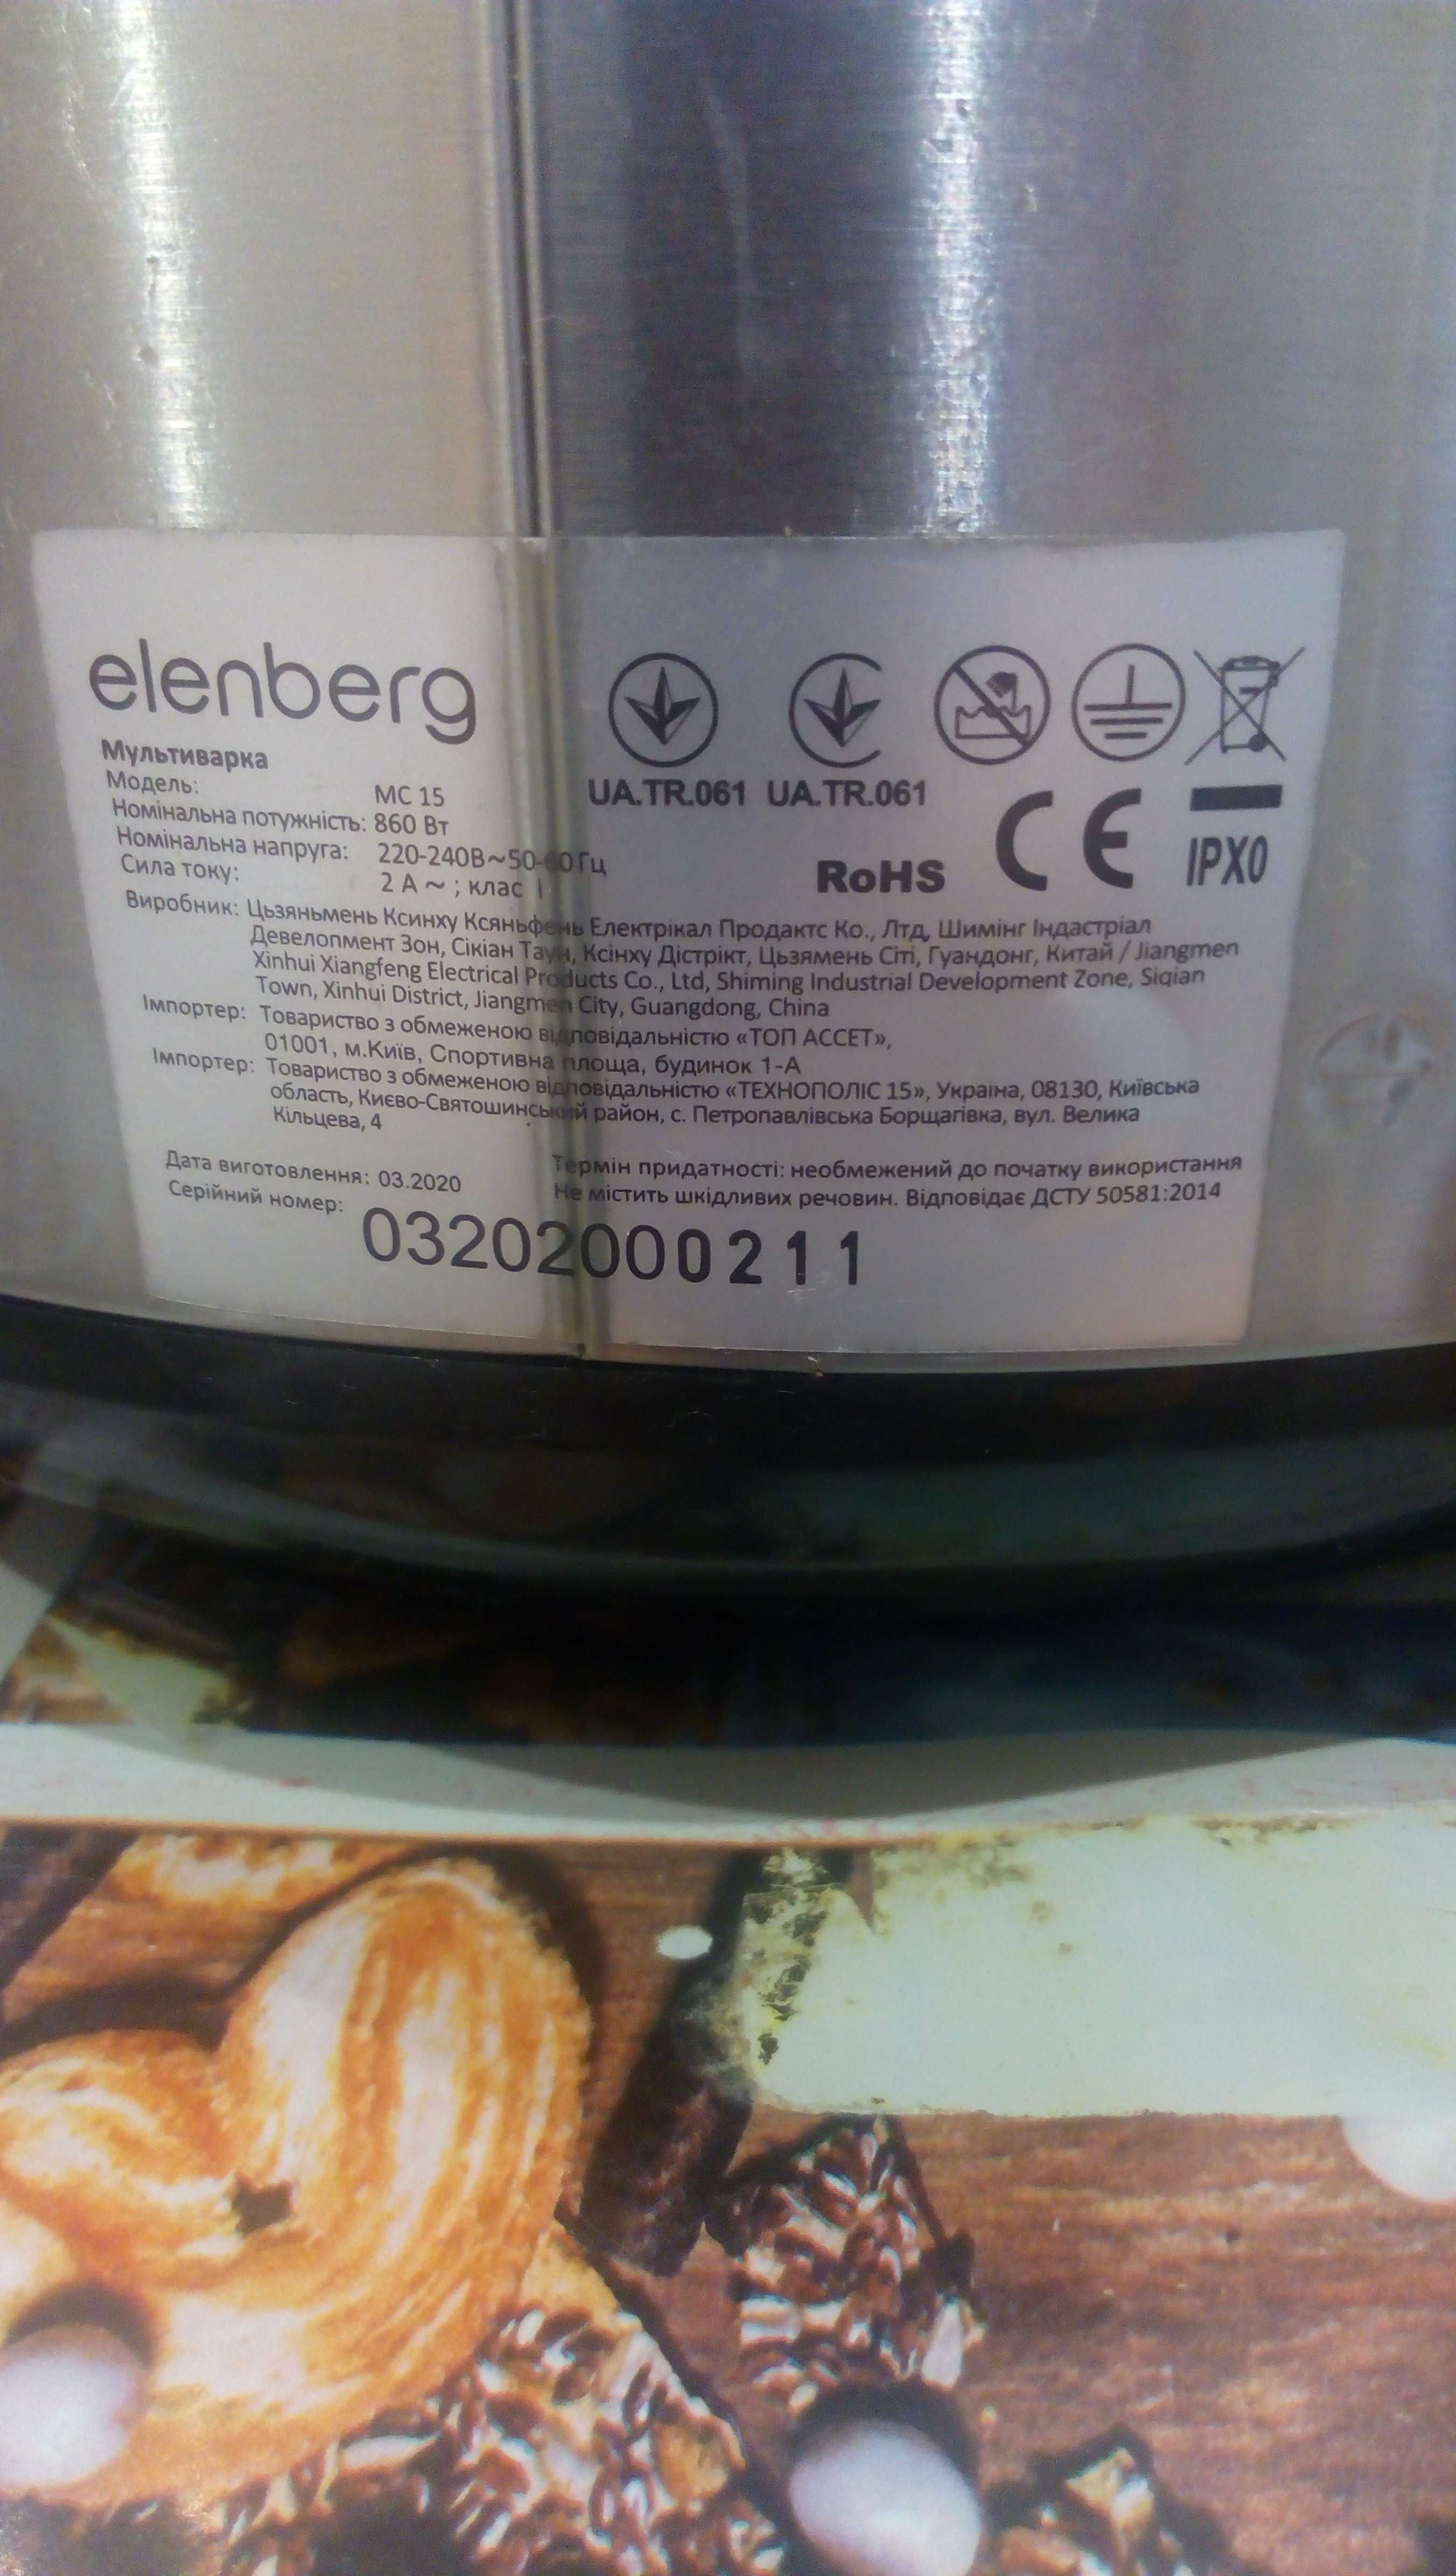 elenberg
Мультиварка
Модель: MC 15
Номінальна потужність: 860 Вт
Номінальна напруга: 220-240В~50-60Гц
Сила току: 2 А ~ ; клас I
Виробник: Цьзяньмень Ксинху Ксяньфень Електрікал Продактс Ко., Лтд, Шимінг Індастріал
Девелопмент Зон, Сікіан Таун, Ксінху Дістрікт, Цьзямень Сіті, Гуандонг, Китай / Jiangmen
Xinhui Xiangfeng Electrical Products Co., Ltd, Shiming Industrial Development Zone, Siqian
Town, Xinhui District, Jiangmen City, Guangdong, China
Імпортер: Товариство з обмеженою відповідальністю «ТОП АССЕТ»,
01001, м.Київ, Спортивна площа, будинок 1-А
Імпортер: Товариство з обмеженою відповідальністю «ТЕХНОПОЛІС 15», Україна, 08130, Київська
область, Києво-Святошинський район, с. Петропавлівська Борщагівка, вул. Велика
Кільцева, 4
UA.TR.061 UA.TR.061
RoHS CE IPX0
Дата виготовлення: 03.2020
Серійний номер:
03202000211
Термін придатності: необмежений до початку використання
Не містить шкідливих речовин. Відповідає ДСТУ 50581:2014